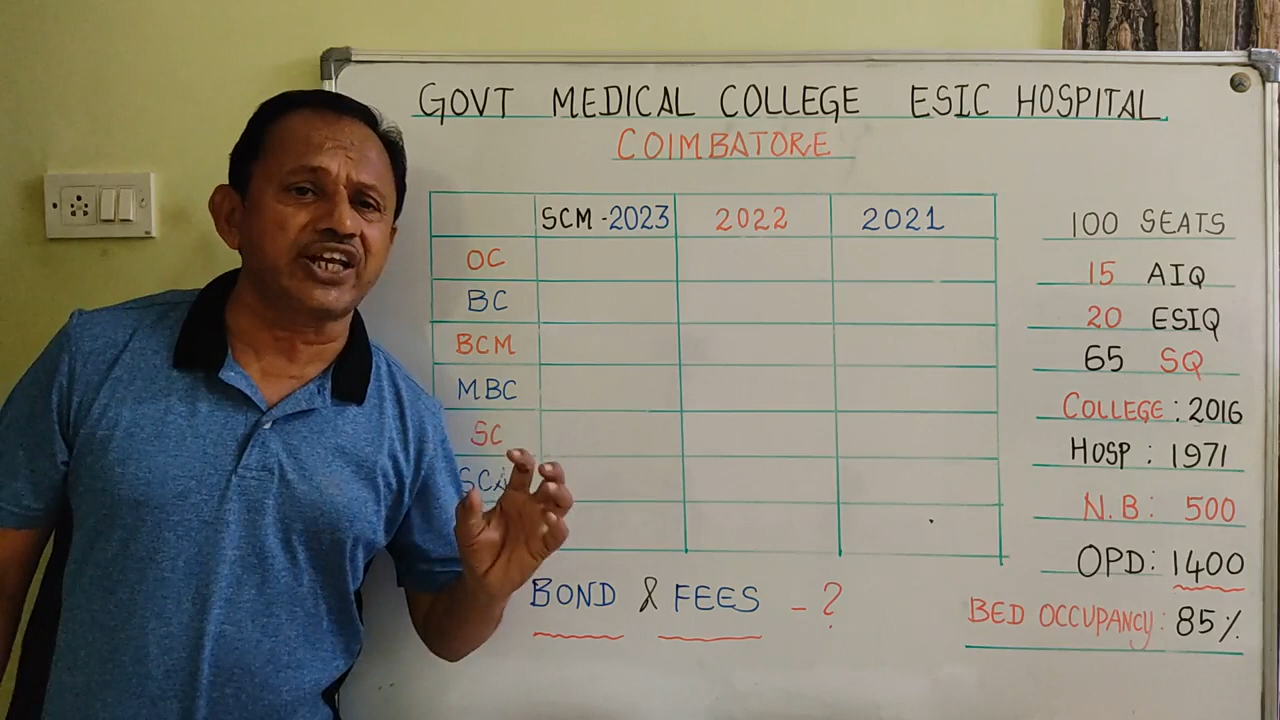 GOVT MEDICAL COLLEGE ESIC HOSPITAL
COIMBATORE
SCM - 2023 2022 2021
OC
BC
BCM
MBC
SC
BOND & FEES - ?
100 SEATS
15 AIQ
20 ESIQ
65 SQ
COLLEGE : 2016
HOSP : 1971
N.B : 500
OPD : 1400
BED OCCUPANCY : 85%